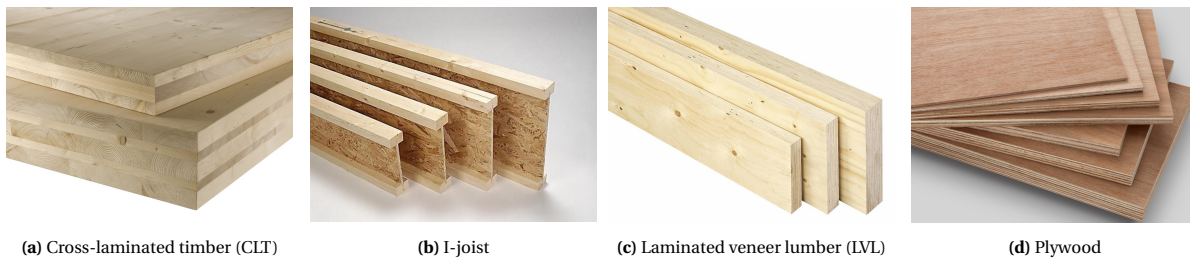 (a) Cross-laminated timber (CLT)
(b) I-joist
(c) Laminated veneer lumber (LVL)
(d) Plywood